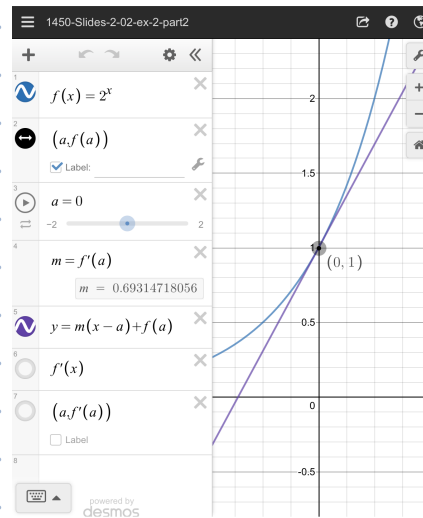 1450-Slides-2-02-ex-2-part2
1
f(x) = 2^x
2
(a, f(a))
Label:
3
a = 0
-2
2
4
m = f′(a)
m = 0.69314718056
5
y = m(x − a) + f(a)
6
f′(x)
7
(a, f′(a))
Label
8
powered by
desmos
2
1.5
1
(0, 1)
0.5
0
-0.5